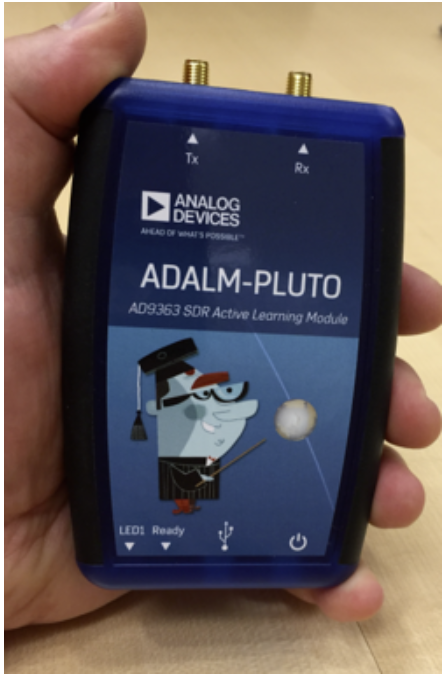 Tx Rx
ANALOG
DEVICES
AHEAD OF WHAT'S POSSIBLE™
ADALM-PLUTO
AD9363 SDR Active Learning Module
LED1 Ready